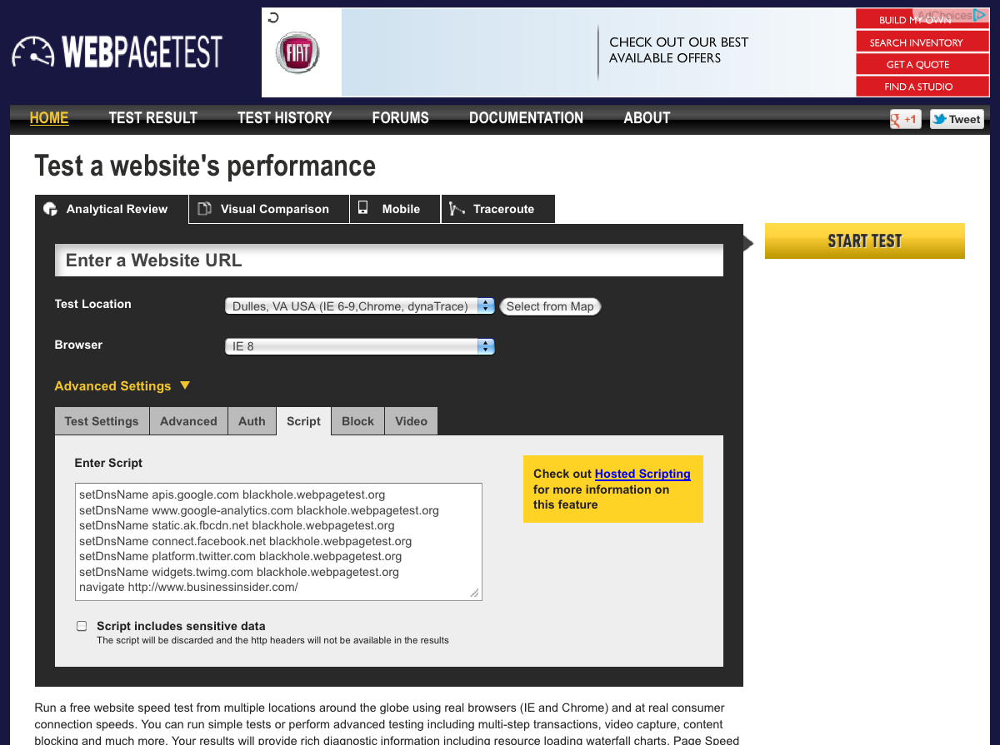 WEBPAGETEST
FIAT
CHECK OUT OUR BEST
AVAILABLE OFFERS
AdChoices
BUILD MY OWN
SEARCH INVENTORY
GET A QUOTE
FIND A STUDIO
HOME TEST RESULT TEST HISTORY FORUMS DOCUMENTATION ABOUT
g +1 Tweet
Test a website's performance
Analytical Review Visual Comparison Mobile Traceroute
Enter a Website URL
START TEST
Test Location Dulles, VA USA (IE 6-9,Chrome, dynaTrace) Select from Map
Browser IE 8
Advanced Settings
Test Settings Advanced Auth Script Block Video
Enter Script
setDnsName apis.google.com blackhole.webpagetest.org
setDnsName www.google-analytics.com blackhole.webpagetest.org
setDnsName static.ak.fbcdn.net blackhole.webpagetest.org
setDnsName connect.facebook.net blackhole.webpagetest.org
setDnsName platform.twitter.com blackhole.webpagetest.org
setDnsName widgets.twimg.com blackhole.webpagetest.org
navigate http://www.businessinsider.com/
Check out Hosted Scripting
for more information on
this feature
Script includes sensitive data
The script will be discarded and the http headers will not be available in the results
Run a free website speed test from multiple locations around the globe using real browsers (IE and Chrome) and at real consumer
connection speeds. You can run simple tests or perform advanced testing including multi-step transactions, video capture, content
blocking and much more. Your results will provide rich diagnostic information including resource loading waterfall charts, Page Speed